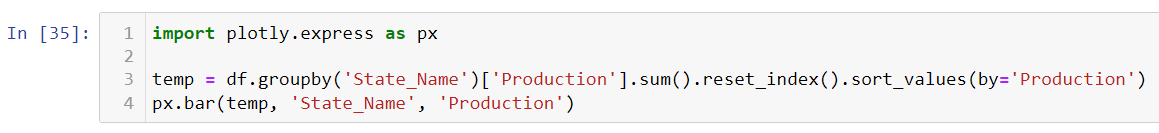 In [35]:
1 import plotly.express as px
2
3 temp = df.groupby('State_Name')['Production'].sum().reset_index().sort_values(by='Production')
4 px.bar(temp, 'State_Name', 'Production')